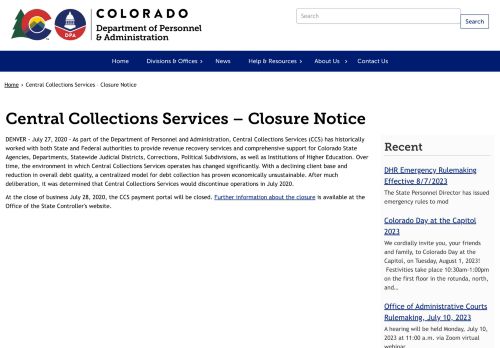 COLORADO
Department of Personnel
& Administration
DPA
Search
Search
Home
Divisions & Offices
News
Help & Resources
About Us
Contact Us
Home › Central Collections Services – Closure Notice
Central Collections Services – Closure Notice
DENVER - July 27, 2020 - As part of the Department of Personnel and Administration, Central Collections Services (CCS) has historically
worked with both State and Federal authorities to provide revenue recovery services and comprehensive support for Colorado State
Agencies, Departments, Statewide Judicial Districts, Corrections, Political Subdivisions, as well as Institutions of Higher Education. Over
time, the environment in which Central Collections Services operates has changed significantly. With a declining client base and
reduction in overall debt quality, a centralized model for debt collection has proven economically unsustainable. After much
deliberation, it was determined that Central Collections Services would discontinue operations in July 2020.
At the close of business July 28, 2020, the CCS payment portal will be closed. Further information about the closure is available at the
Office of the State Controller's website.
Recent
DHR Emergency Rulemaking
Effective 8/7/2023
The State Personnel Director has issued
emergency rules to mod
Colorado Day at the Capitol
2023
We cordially invite you, your friends
and family, to Colorado Day at the
Capitol, on Tuesday, August 1, 2023!
Festivities take place 10:30am-1:00pm
on the first floor in the rotunda, north,
and…
Office of Administrative Courts
Rulemaking, July 10, 2023
A hearing will be held Monday, July 10,
2023 at 11:00 a.m. via Zoom virtual
webinar